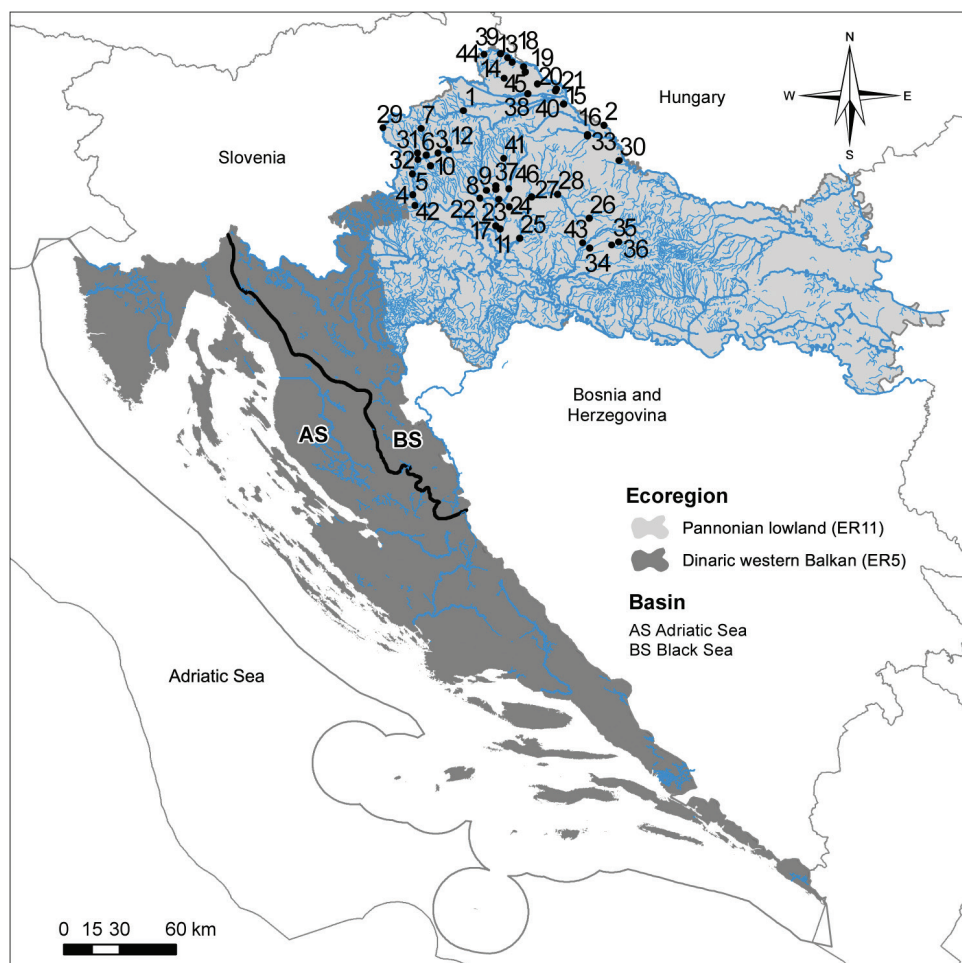 39 13 18
44 19
14 45 20 21
1 38 40 15
Hungary
N
W E
S
29 7 16 2
Slovenia
31 6 3 12 41 33 30
32 10
5 9 37 46 28
4 8 27
42 22 23 24 26
17 25 43 35
11 34 36
Bosnia and
Herzegovina
AS BS
Ecoregion
Pannonian lowland (ER11)
Dinaric western Balkan (ER5)
Basin
AS Adriatic Sea
BS Black Sea
Adriatic Sea
0 15 30 60 km